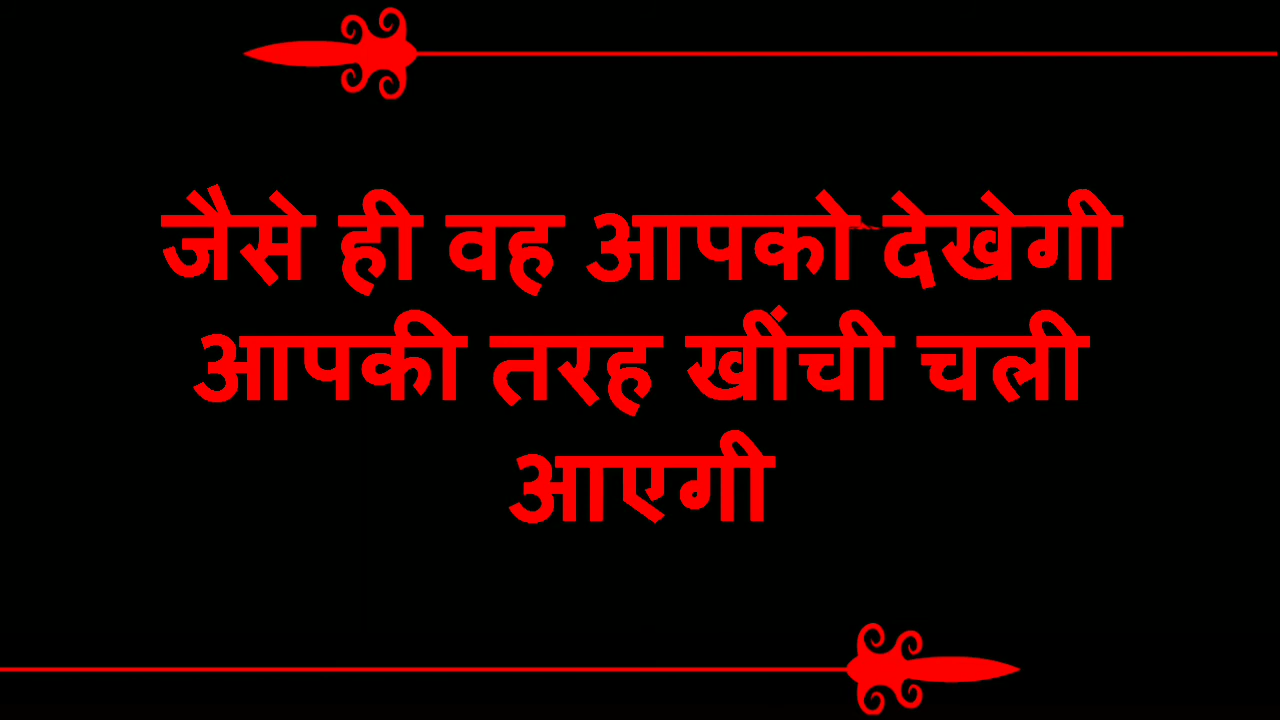 जैसे ही वह आपको देखेगी
आपकी तरह खींची चली
आएगी